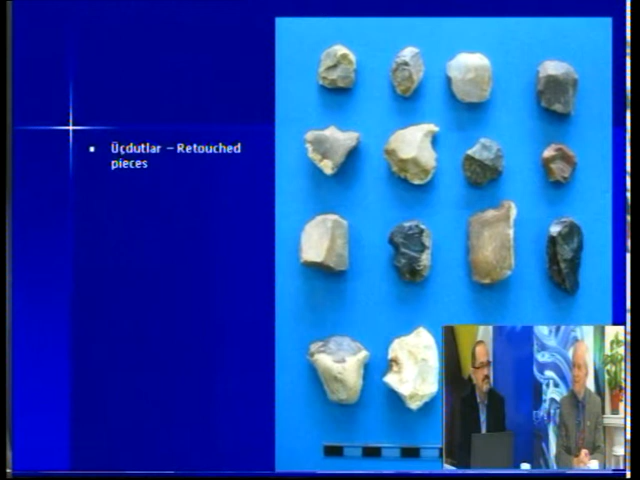 Üçdutlar – Retouched
pieces